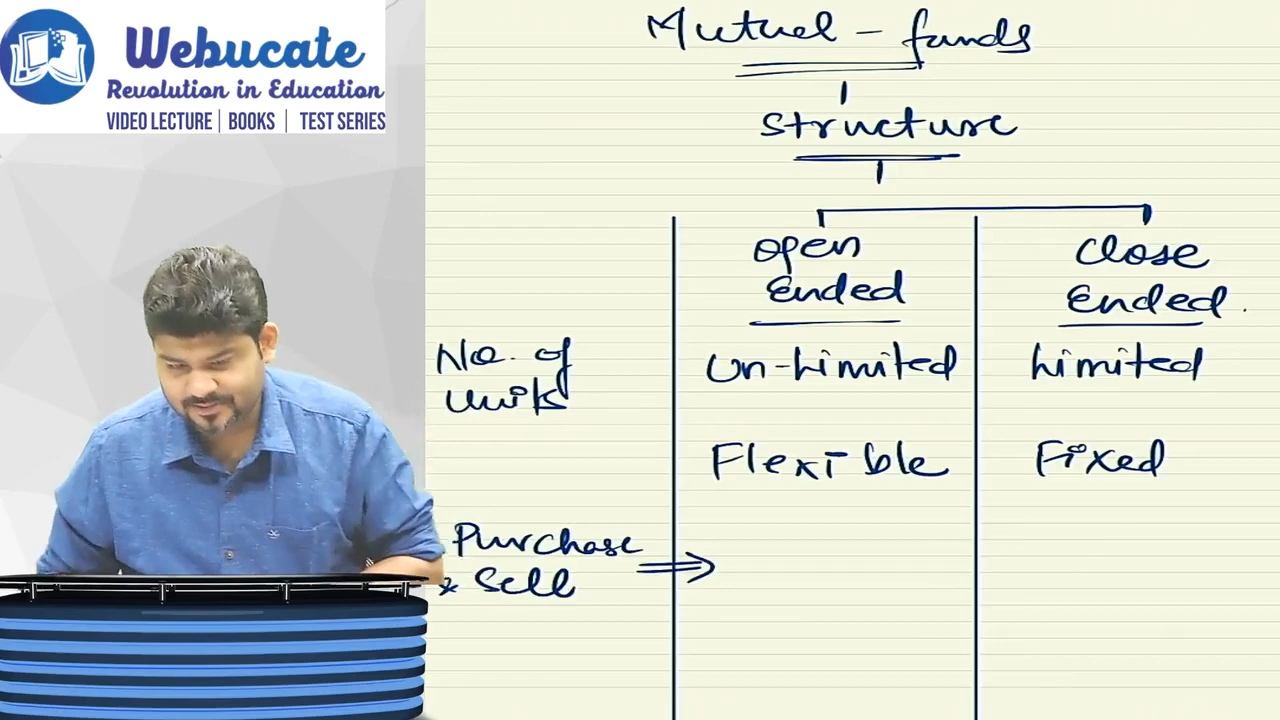 Webucate
Revolution in Education
VIDEO LECTURE | BOOKS | TEST SERIES
Mutual - funds
Structure
Open
Ended
Close
Ended.
No. of
Units
Un-Limited
Limited
Flexible
Fixed
Purchase
& Sell